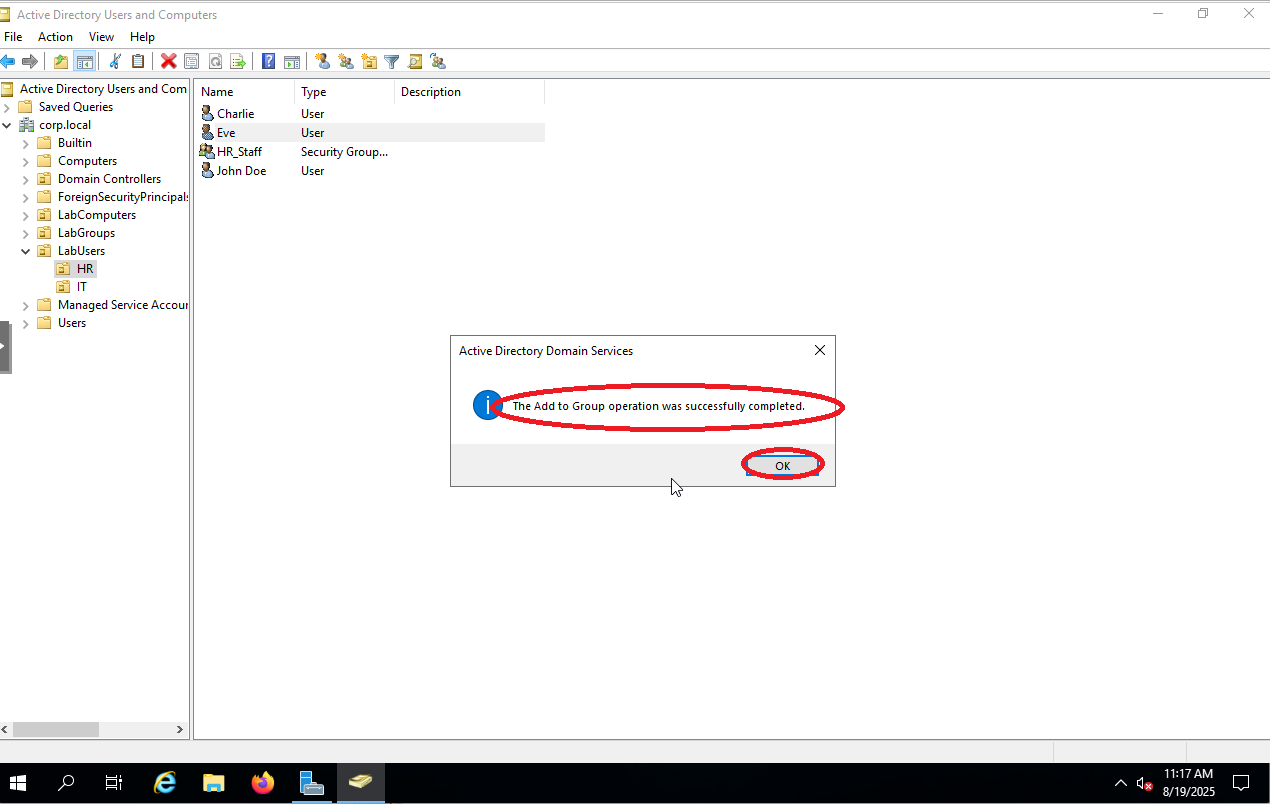 Active Directory Users and Computers
File Action View Help
Active Directory Users and Com
Saved Queries
corp.local
Builtin
Computers
Domain Controllers
ForeignSecurityPrincipals
LabComputers
LabGroups
LabUsers
HR
IT
Managed Service Accour
Users
Name Type Description
Charlie User
Eve User
HR_Staff Security Group...
John Doe User
Active Directory Domain Services
The Add to Group operation was successfully completed.
OK
11:17 AM
8/19/2025